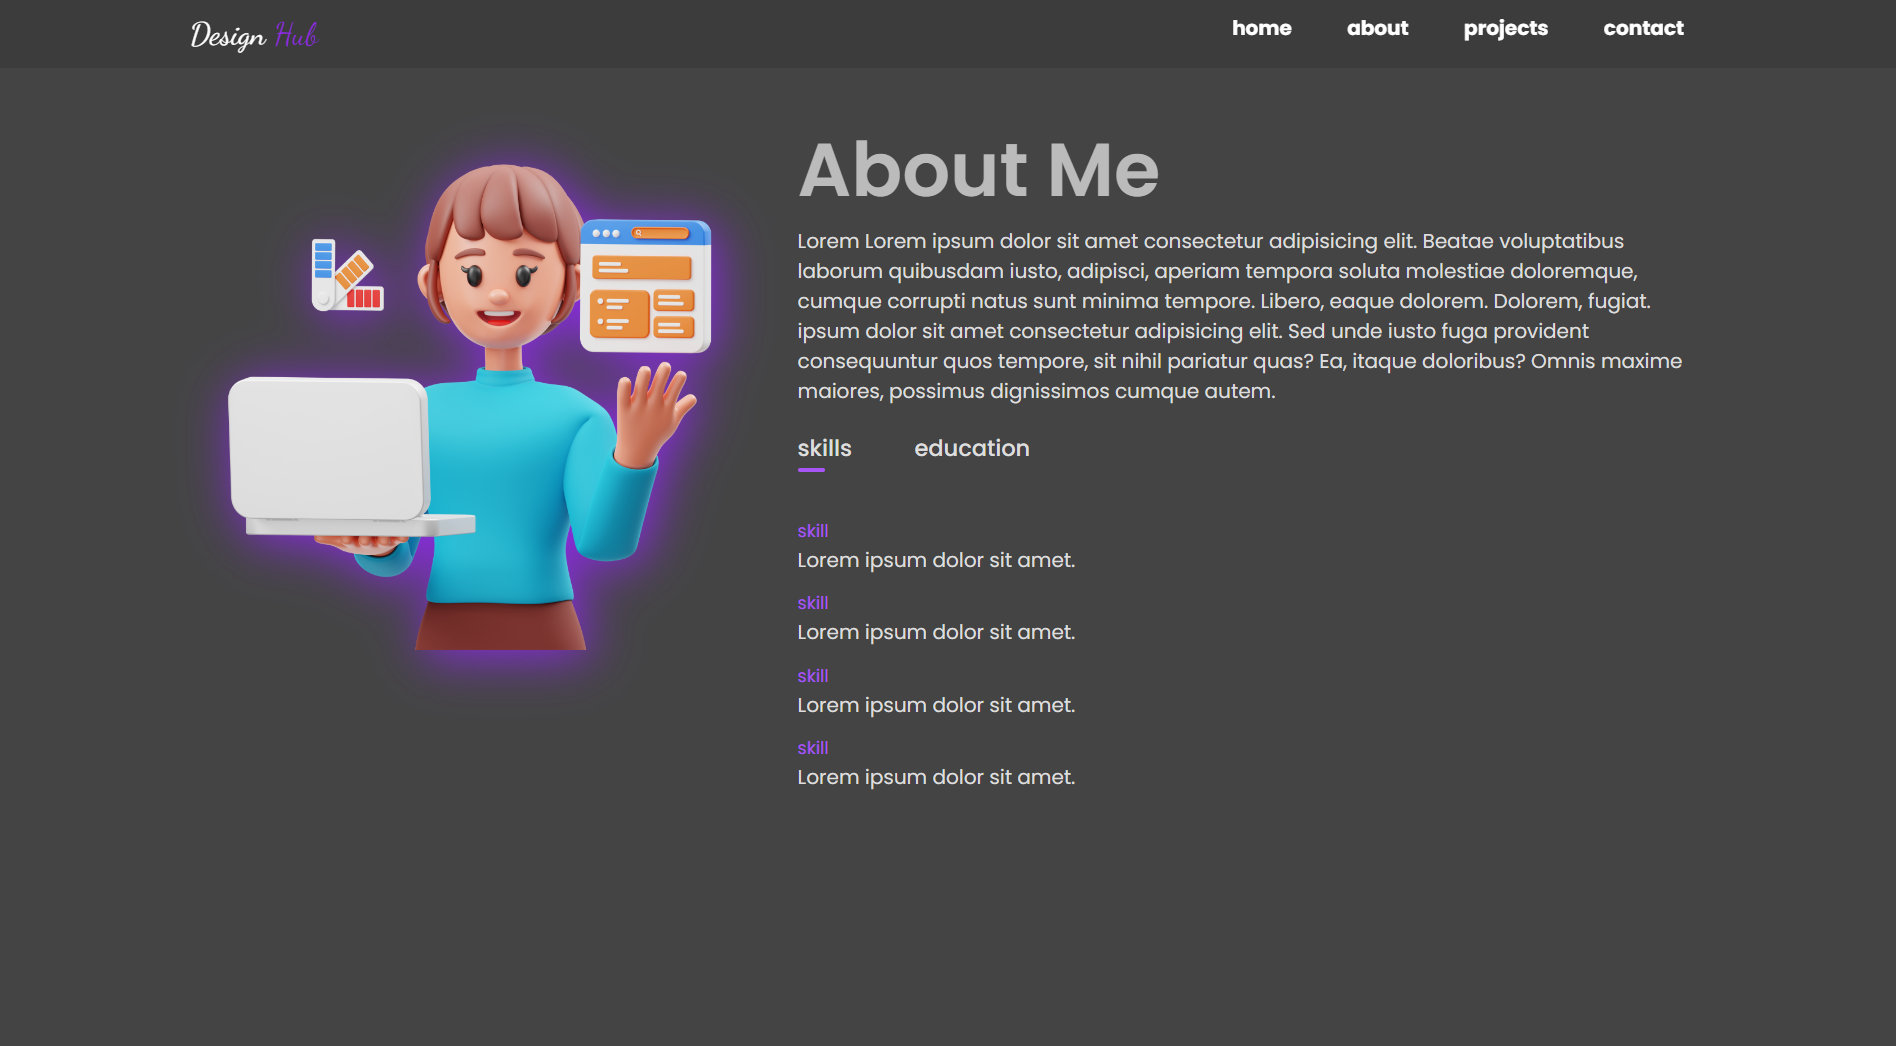 Design Hub
home about projects contact
About Me
Lorem Lorem ipsum dolor sit amet consectetur adipisicing elit. Beatae voluptatibus
laborum quibusdam iusto, adipisci, aperiam tempora soluta molestiae doloremque,
cumque corrupti natus sunt minima tempore. Libero, eaque dolorem. Dolorem, fugiat.
ipsum dolor sit amet consectetur adipisicing elit. Sed unde iusto fuga provident
consequuntur quos tempore, sit nihil pariatur quas? Ea, itaque doloribus? Omnis maxime
maiores, possimus dignissimos cumque autem.
skills education
skill
Lorem ipsum dolor sit amet.
skill
Lorem ipsum dolor sit amet.
skill
Lorem ipsum dolor sit amet.
skill
Lorem ipsum dolor sit amet.